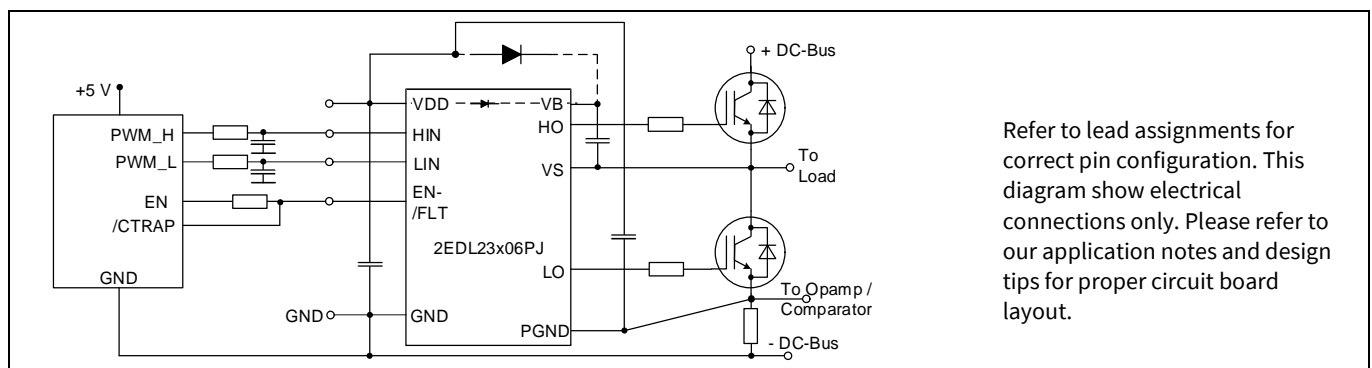 + DC-Bus
+5 V
VDD
VB
PWM_H
HIN
HO
PWM_L
LIN
VS
To
Load
EN
EN-
/FLT
/CTRAP
2EDL23x06PJ
LO
GND
To Opamp /
Comparator
GND
GND
PGND
- DC-Bus
Refer to lead assignments for
correct pin configuration. This
diagram show electrical
connections only. Please refer to
our application notes and design
tips for proper circuit board
layout.